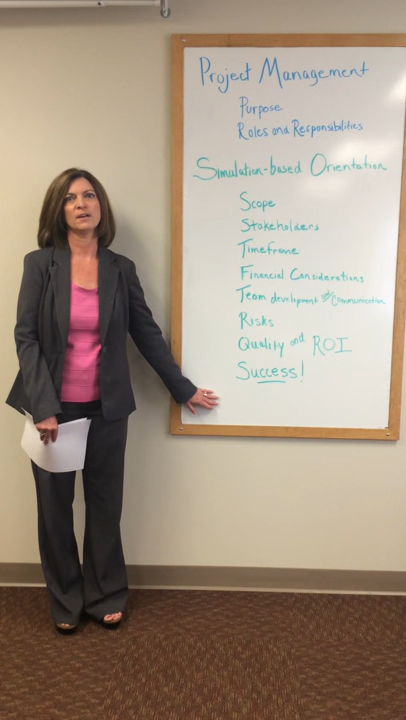 Project Management
Purpose
Roles and Responsibilities
Simulation-based Orientation
Scope
Stakeholders
Timeframe
Financial Considerations
Team development and Communication
Risks
Quality and ROI
Success!